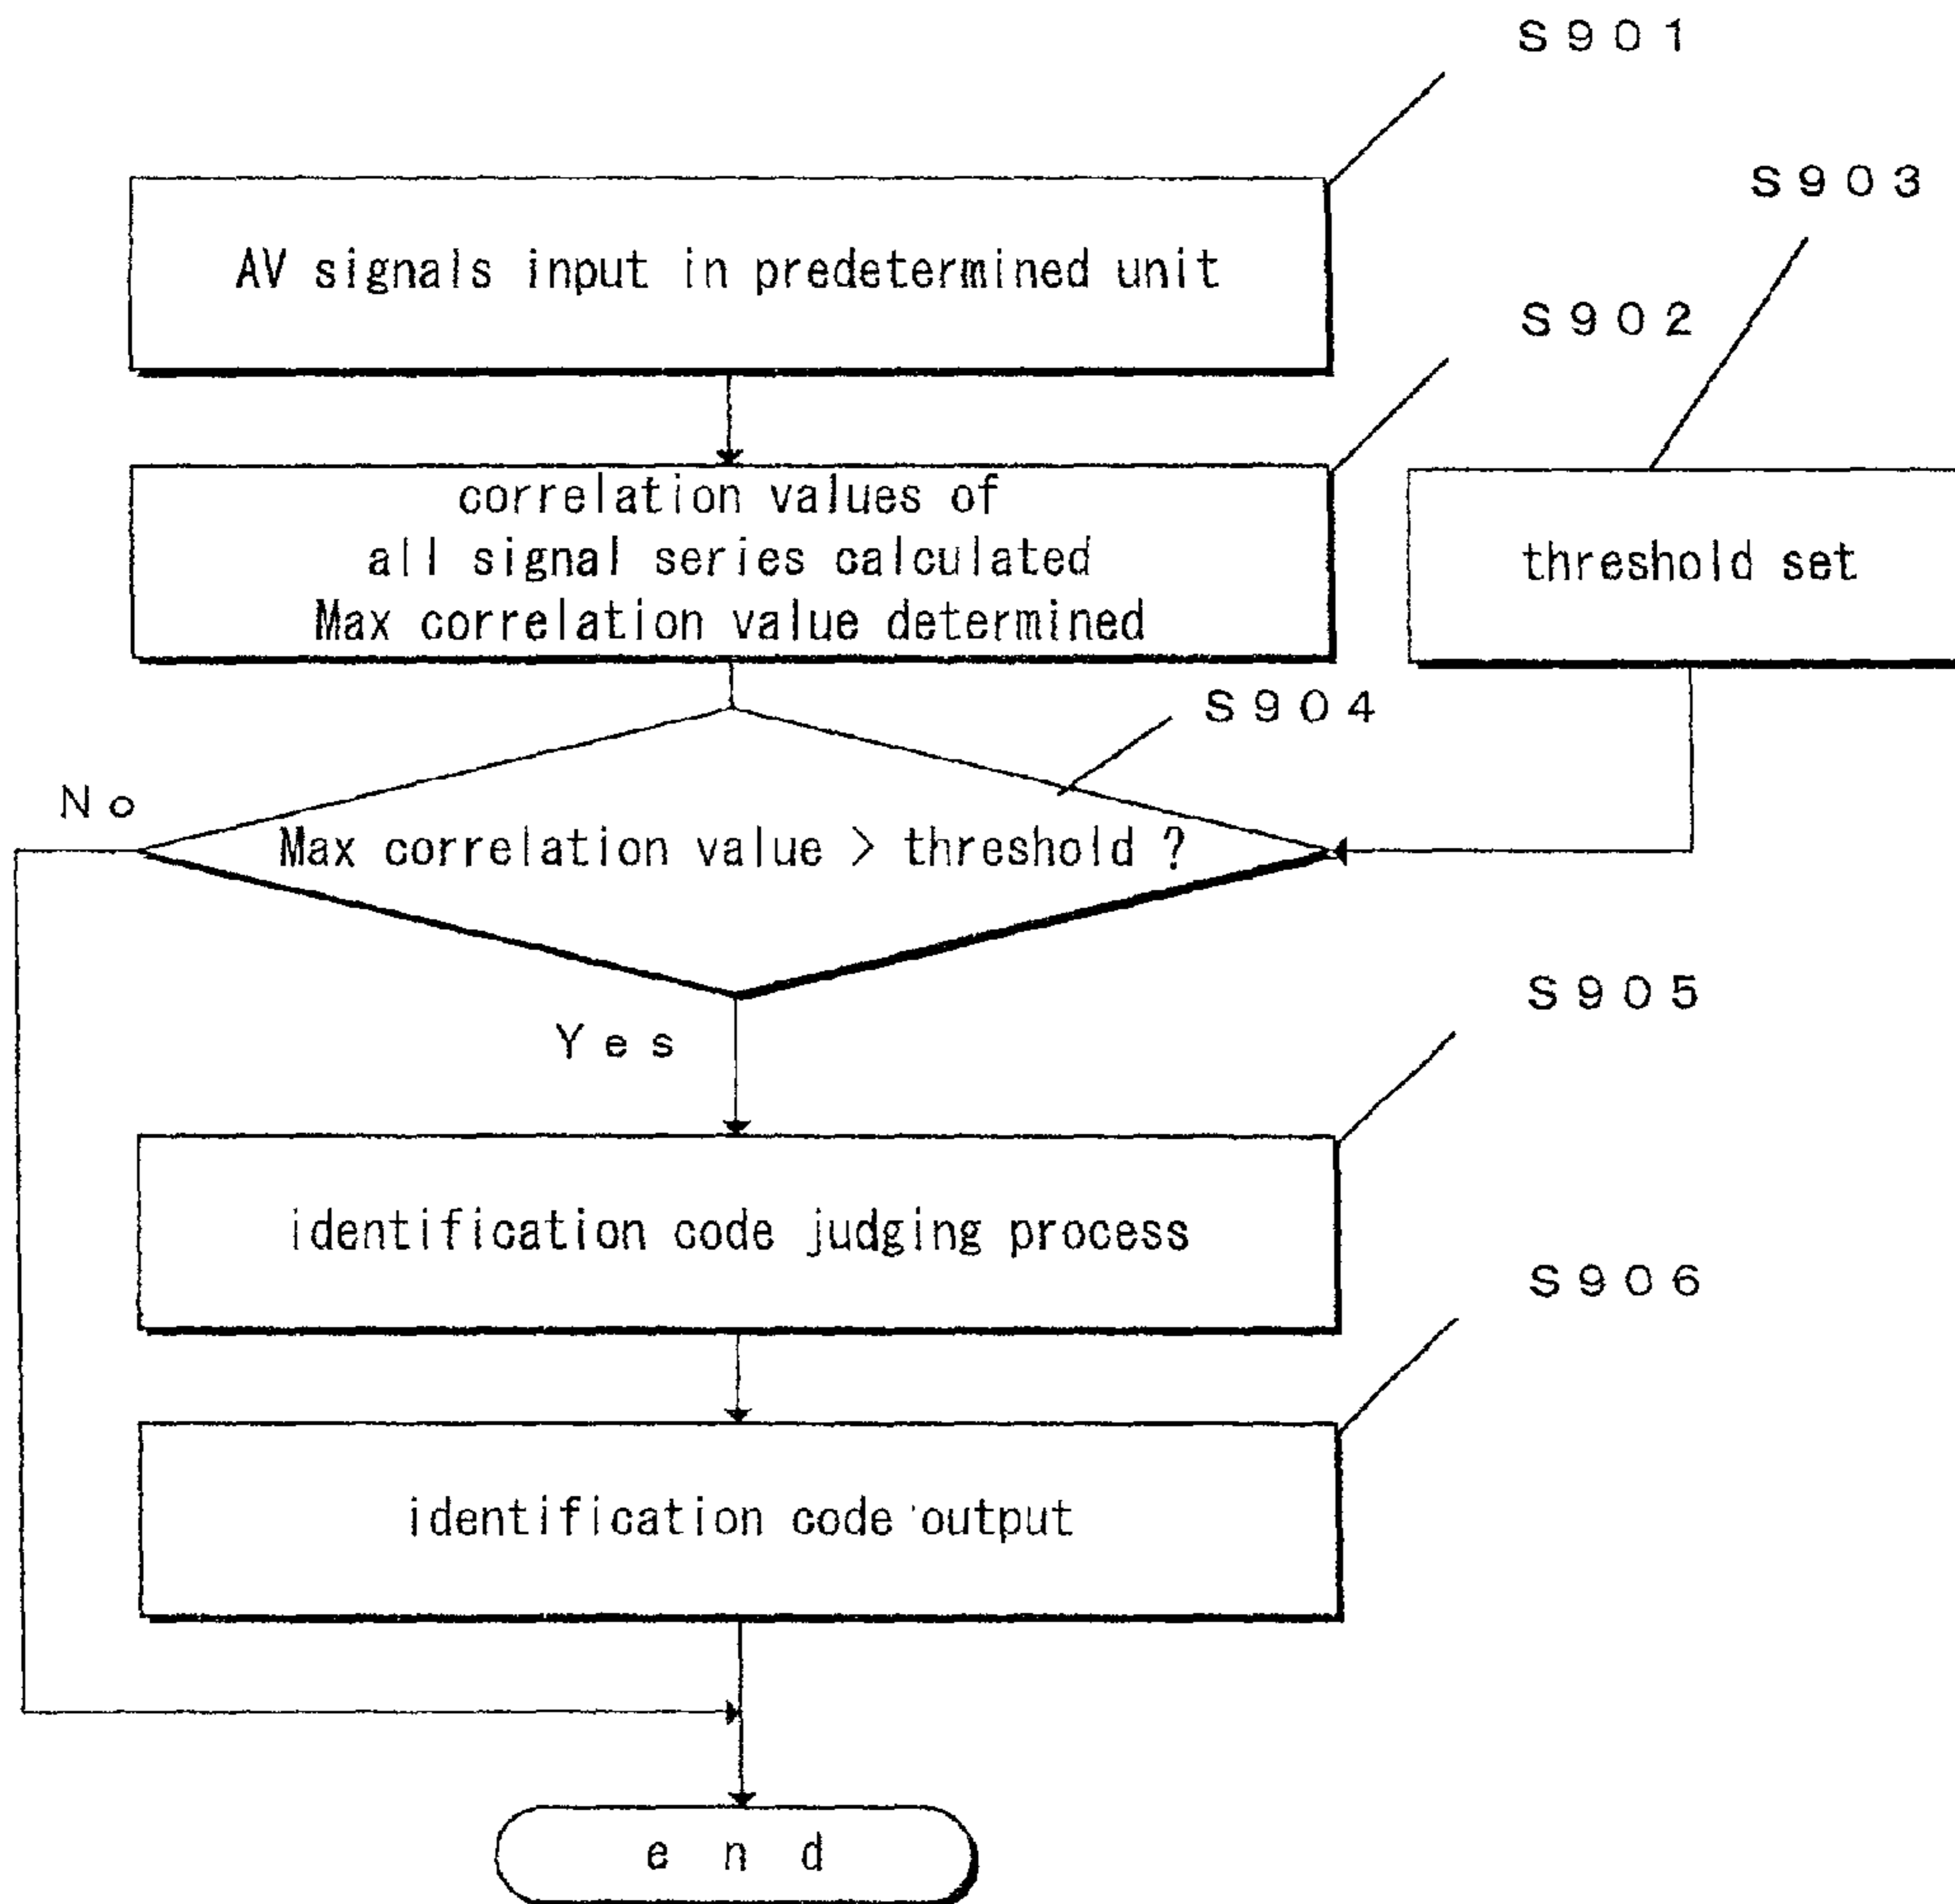 S901
AV signals input in predetermined unit
S903
S902
correlation values of
all signal series calculated
Max correlation value determined
threshold set
S904
No
Max correlation value > threshold ?
Yes
S905
identification code judging process
S906
identification code output
end